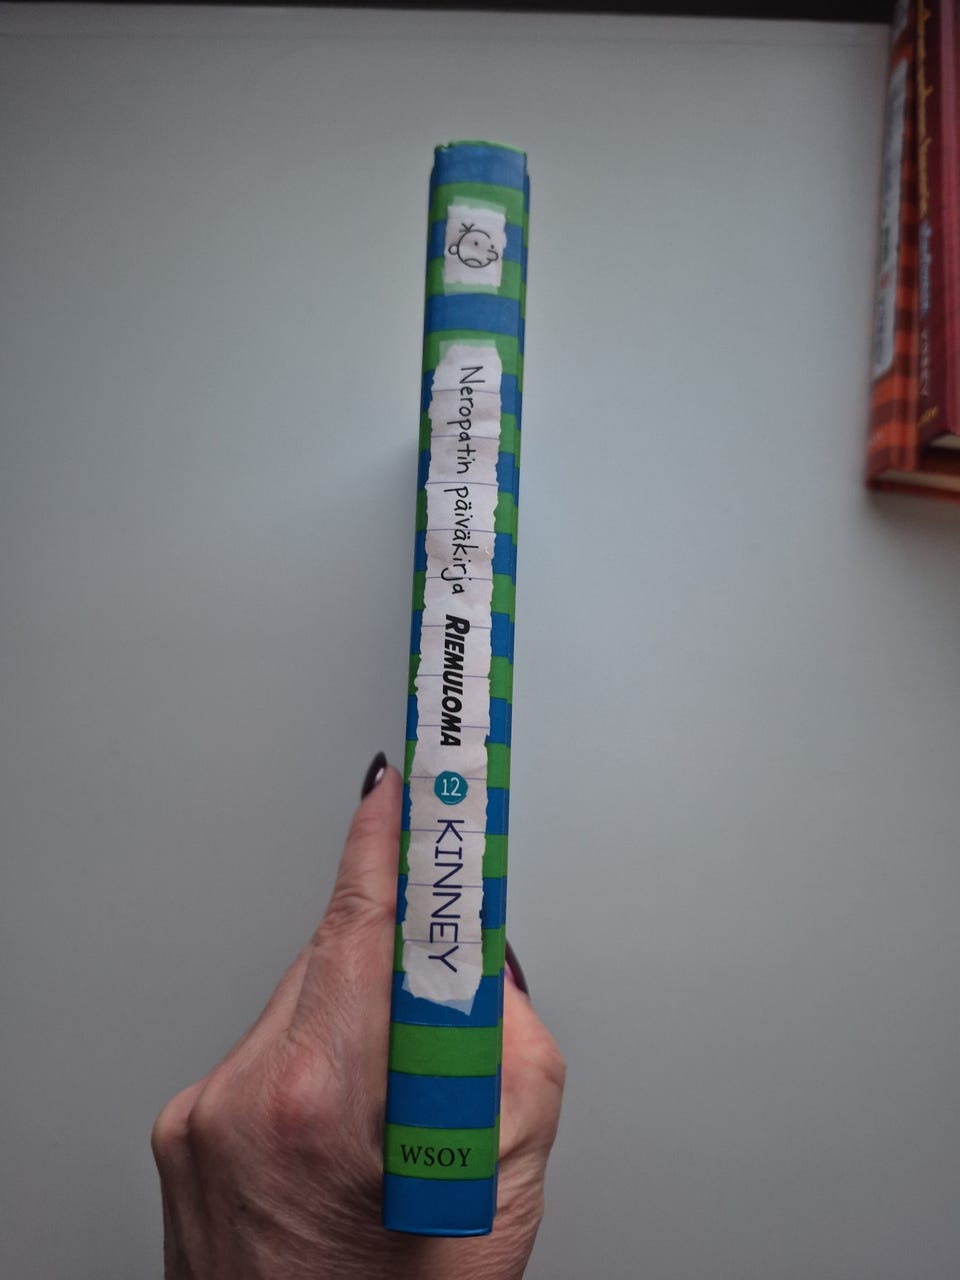 Neropatin päiväkirja RIEMULOMA 12 KINNEY
WSOY